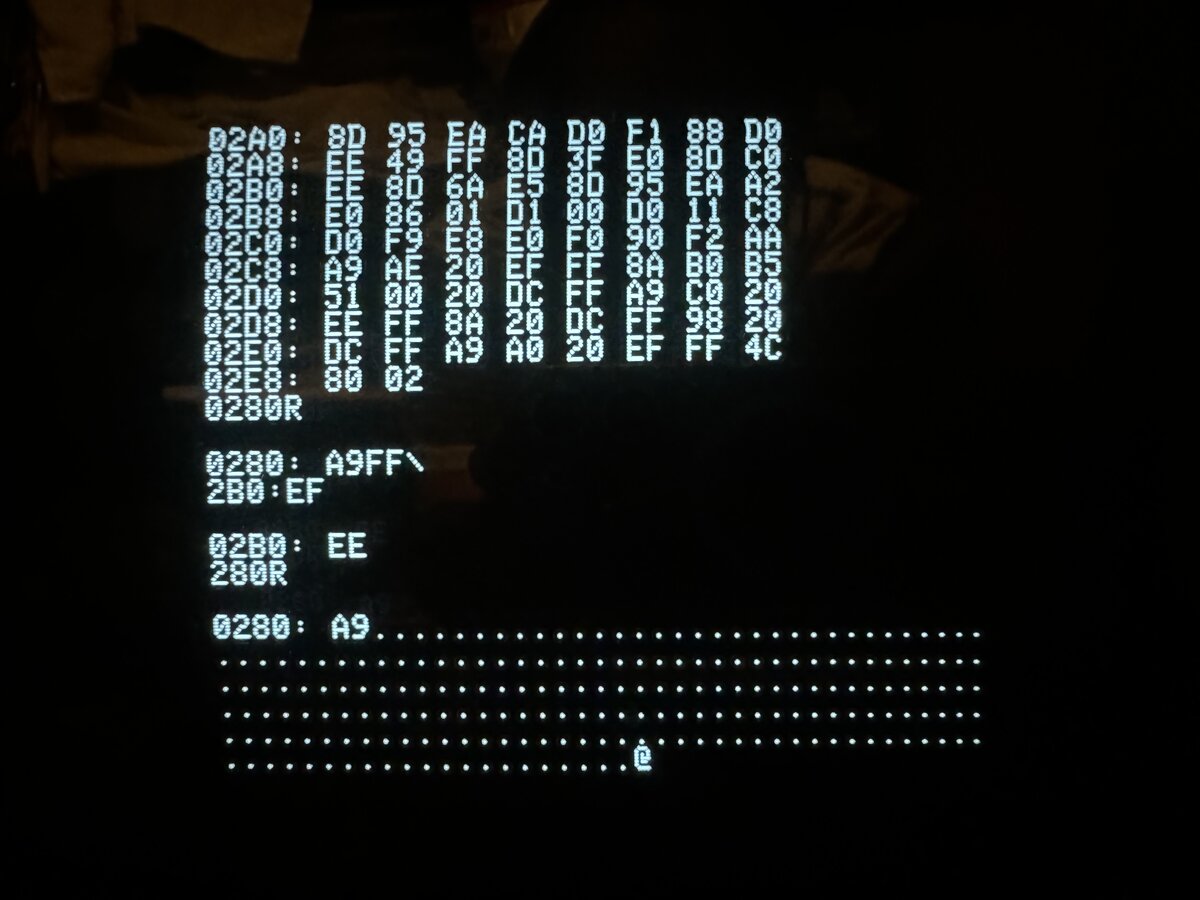 02A0: 8D 95 EA CA D0 F1 88 D0
02A8: EE 49 FF 8D 3F E0 8D C0
02B0: EE 8D 6A E5 8D 95 EA A2
02B8: E0 86 01 D1 00 D0 11 C8
02C0: D0 F9 E8 E0 F0 90 F2 AA
02C8: A9 AE 20 EF FF 8A B0 B5
02D0: 51 00 20 DC FF A9 C0 20
02D8: EE FF 8A 20 DC FF 98 20
02E0: DC FF A9 A0 20 EF FF 4C
02E8: 80 02
0280R
0280: A9FF\
2B0:EF
02B0: EE
280R
0280: A9................................
........................................
........................................
........................................
........................................
.....................@